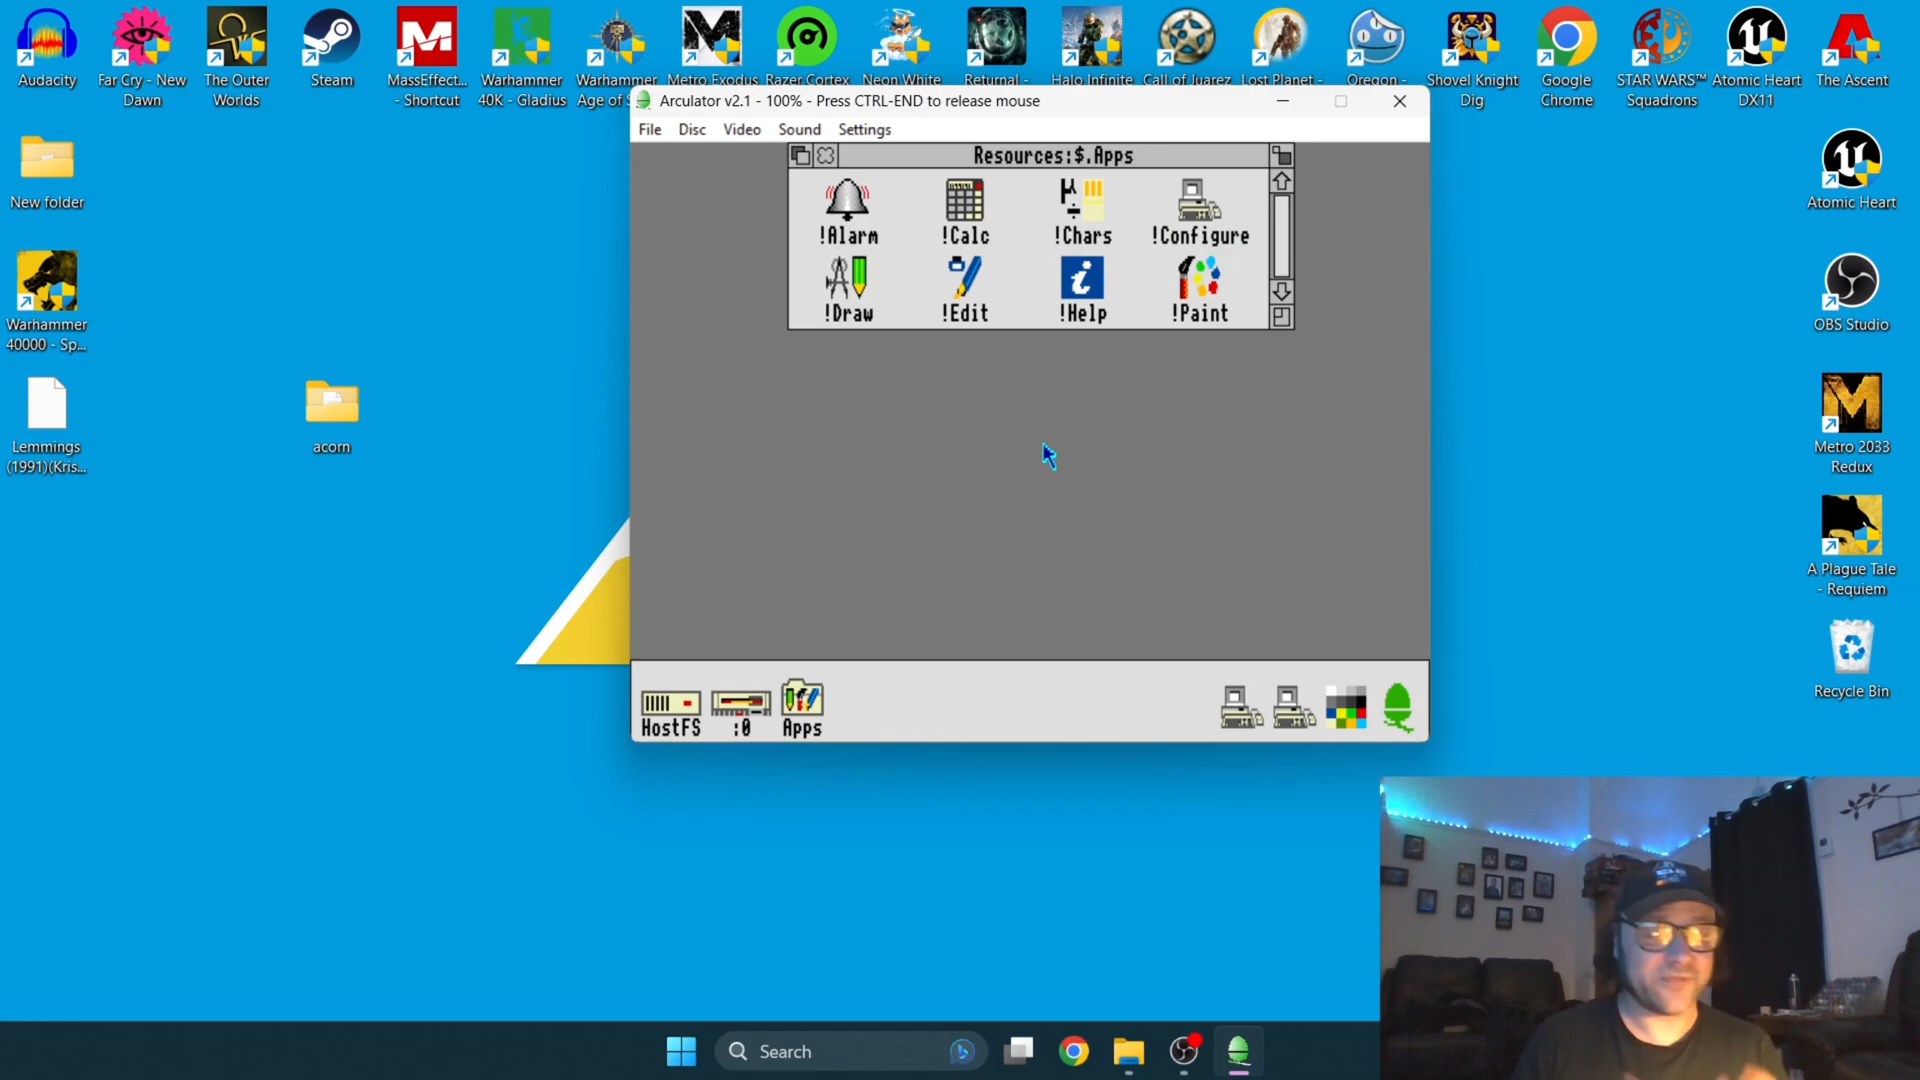 Audacity
Far Cry - New Dawn
The Outer Worlds
Steam
MassEffect... - Shortcut
Warhammer 40K - Gladius
Warhammer Age of S
Metro Exodus
Razer Cortex
Neon White
Returnal -
Halo Infinite
Call of Juarez
Lost Planet -
Oregon -
Shovel Knight Dig
Google Chrome
STAR WARS™ Squadrons
Atomic Heart DX11
The Ascent
Arculator v2.1 - 100% - Press CTRL-END to release mouse
File Disc Video Sound Settings
Resources:$.Apps
!Alarm !Calc !Chars !Configure
!Draw !Edit !Help !Paint
New folder
Warhammer
40000 - Sp...
Lemmings
(1991)(Kris...
acorn
Atomic Heart
OBS Studio
Metro 2033
Redux
A Plague Tale
- Requiem
Recycle Bin
HostFS :0 Apps
Search